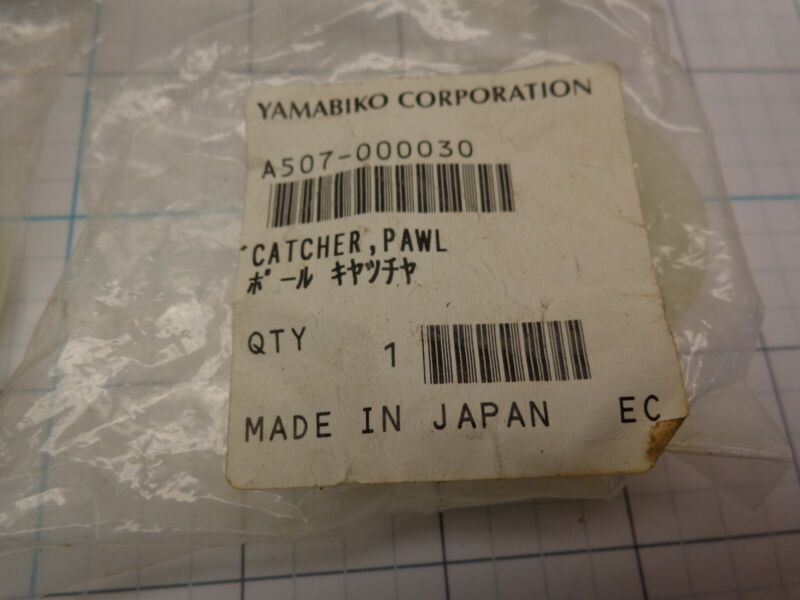 YAMABIKO CORPORATION
A507-000030
CATCHER,PAWL
ポール キヤツチヤ
QTY 1
MADE IN JAPAN EC